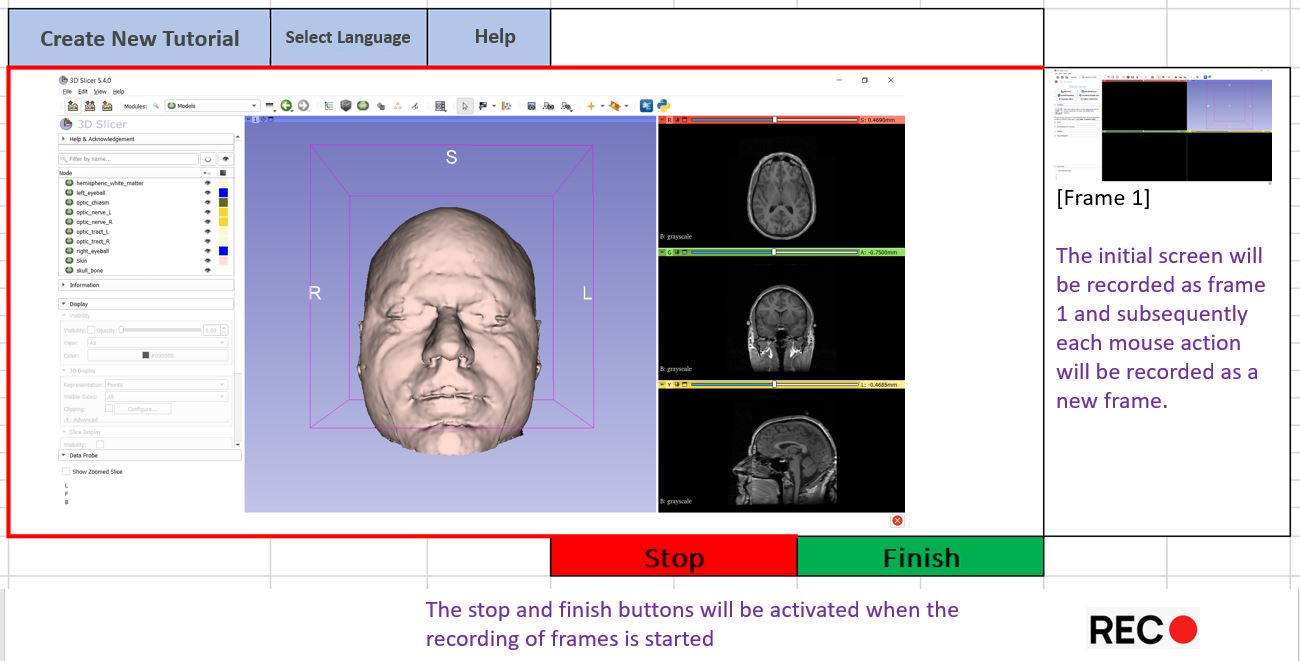 Create New Tutorial
Select Language
Help
3D Slicer 5.4.0
File Edit View Help
Modules:
Models
3D Slicer
Help & Acknowledgement
Filter by name...
Node
hemispheric_white_matter
left_eyeball
optic_chiasm
optic_nerve_L
optic_nerve_R
optic_tract_L
optic_tract_R
right_eyeball
Skin
skull_bone
Information
Display
Visibility
Visibility: Opacity: 0.00
View: All
Color: #000000
3D Display
Representation: Points
Visible Sides: All
Clipping: Configure...
Advanced
Slice Display
Visibility:
Data Probe
Show Zoomed Slice
L
F
B
1
S
R
L
R S: 0.4690mm
B: grayscale
G A: -0.7500mm
B: grayscale
Y L: -0.4685mm
B: grayscale
[Frame 1]
The initial screen will
be recorded as frame
1 and subsequently
each mouse action
will be recorded as a
new frame.
Stop
Finish
The stop and finish buttons will be activated when the
recording of frames is started
REC